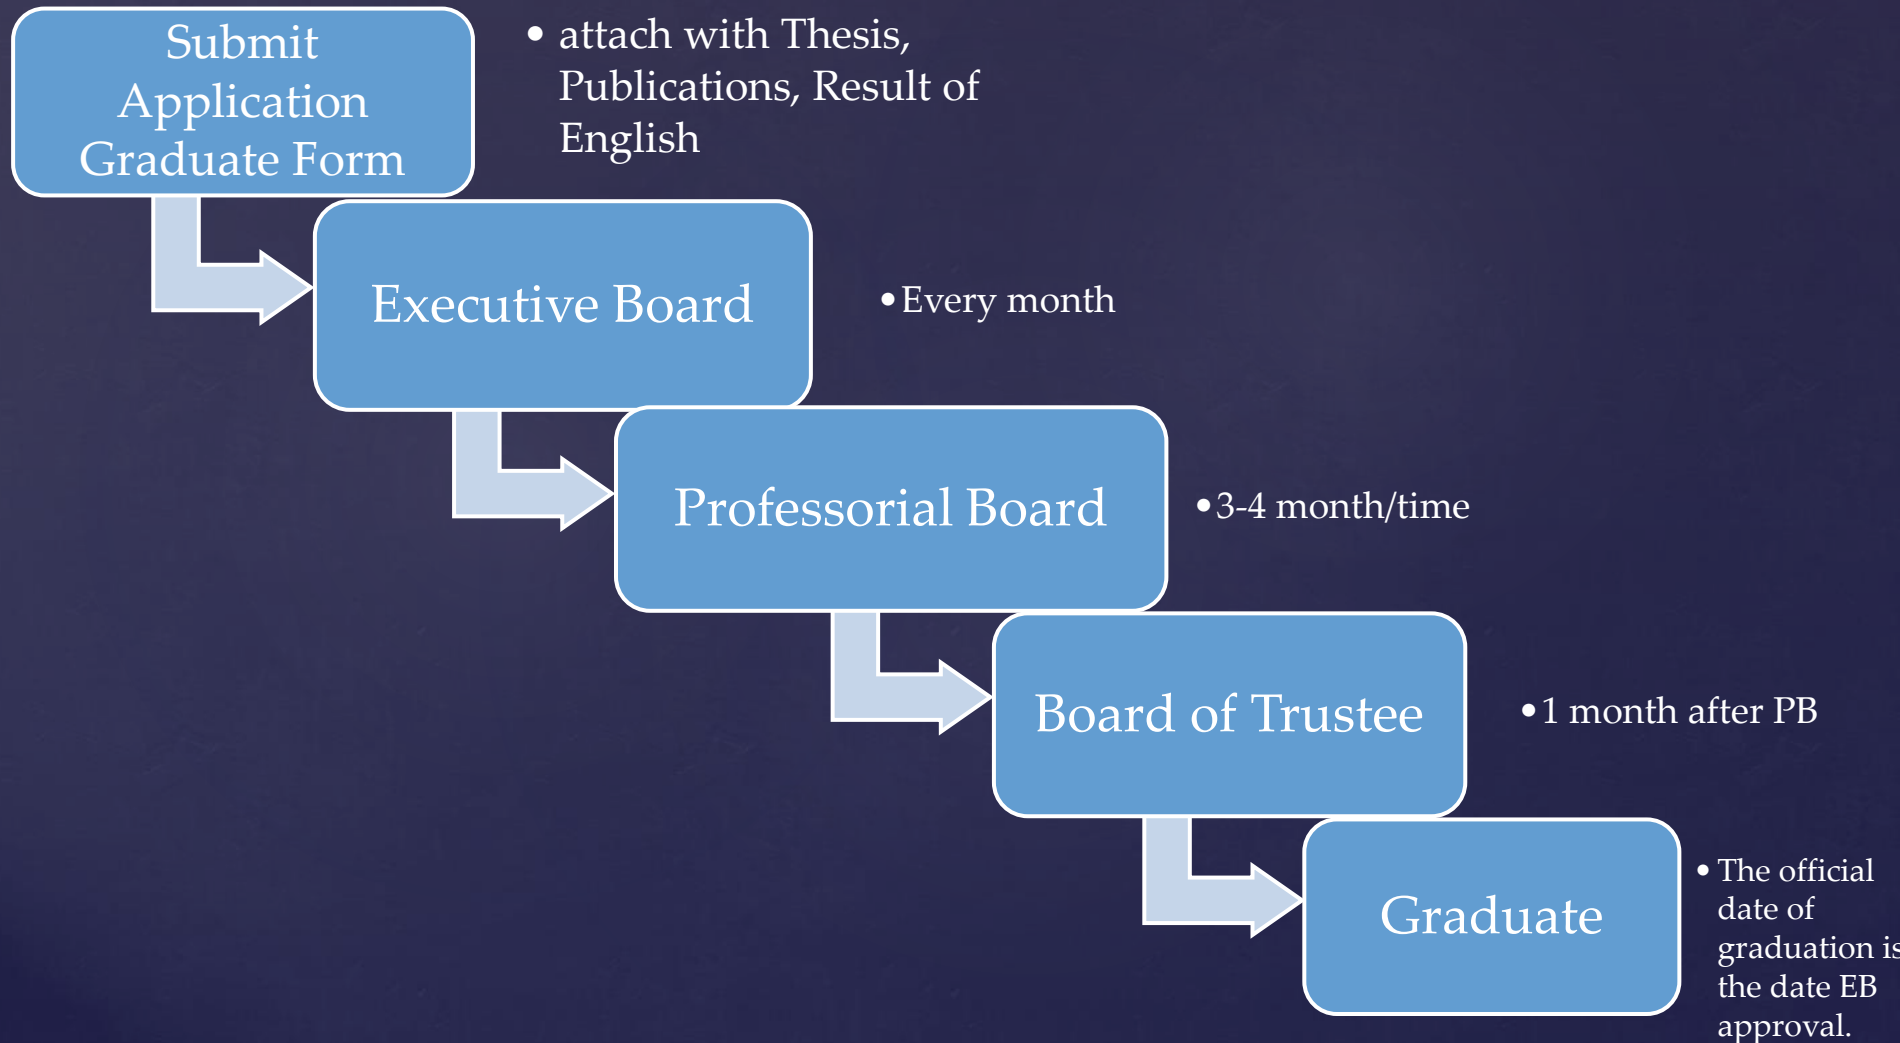 Submit
Application
Graduate Form
• attach with Thesis,
Publications, Result of
English
Executive Board
•Every month
Professorial Board
•3-4 month/time
Board of Trustee
•1 month after PB
Graduate
• The official
date of
graduation is
the date EB
approval.